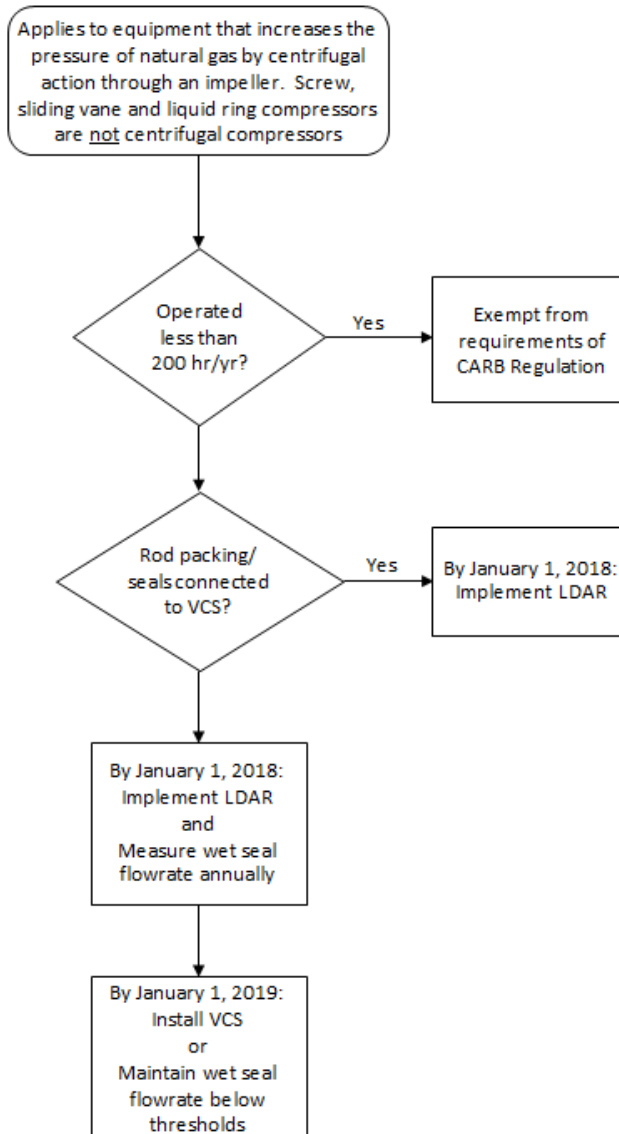 Applies to equipment that increases the
pressure of natural gas by centrifugal
action through an impeller. Screw,
sliding vane and liquid ring compressors
are not centrifugal compressors
Operated
less than
200 hr/yr?
Yes
Exempt from
requirements of
CARB Regulation
Rod packing/
seals connected
to VCS?
Yes
By January 1, 2018:
Implement LDAR
By January 1, 2018:
Implement LDAR
and
Measure wet seal
flowrate annually
By January 1, 2019:
Install VCS
or
Maintain wet seal
flowrate below
thresholds